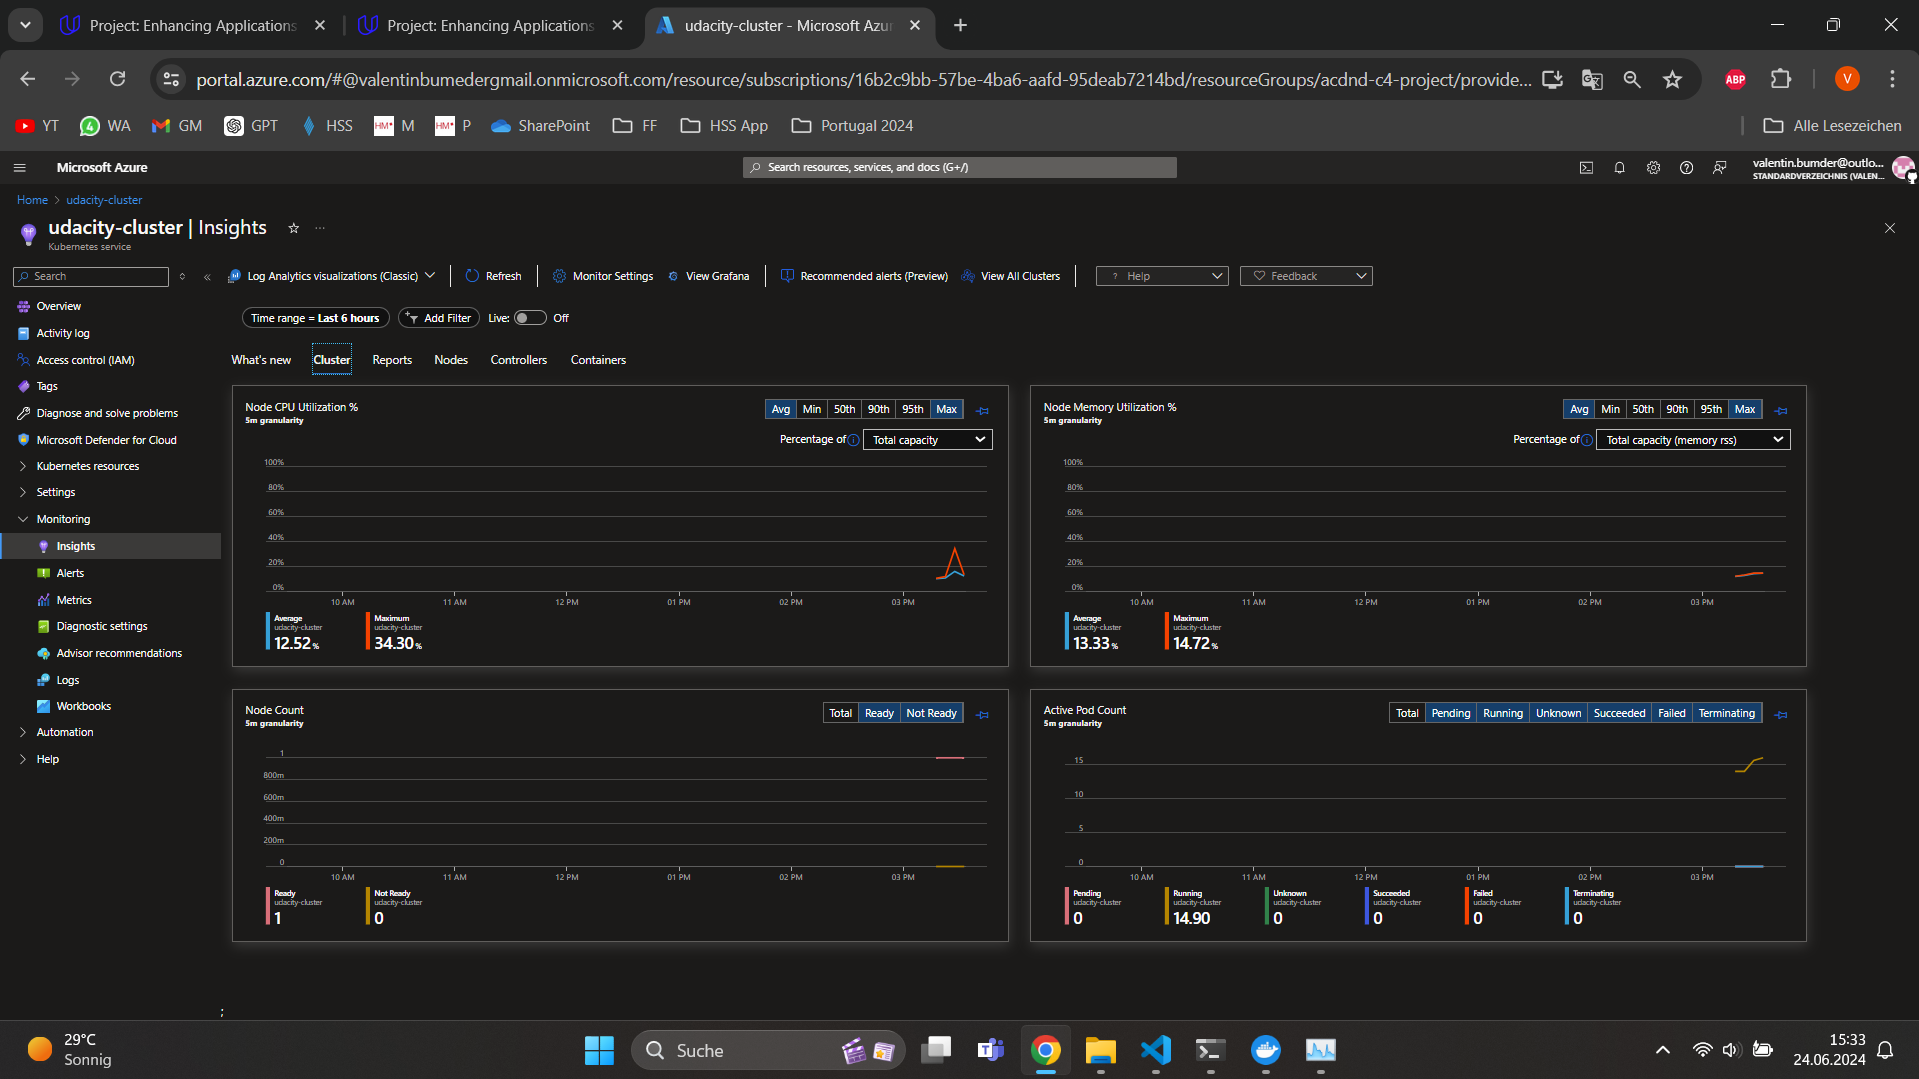 Project: Enhancing Applications
Project: Enhancing Applications
udacity-cluster - Microsoft Azur
portal.azure.com/#@valentinbumedergmail.onmicrosoft.com/resource/subscriptions/16b2c9bb-57be-4ba6-aafd-95deab7214bd/resourceGroups/acdnd-c4-project/provide...
ABP
V
YT
4
WA
GM
GPT
HSS
HM
M
HM
P
SharePoint
FF
HSS App
Portugal 2024
Alle Lesezeichen
Microsoft Azure
Search resources, services, and docs (G+/)
valentin.bumder@outlo...
STANDARDVERZEICHNIS (VALEN...
Home > udacity-cluster
udacity-cluster | Insights
...
Kubernetes service
Search
«
Overview
Activity log
Access control (IAM)
Tags
Diagnose and solve problems
Microsoft Defender for Cloud
Kubernetes resources
Settings
Monitoring
Insights
Alerts
Metrics
Diagnostic settings
Advisor recommendations
Logs
Workbooks
Automation
Help
Log Analytics visualizations (Classic)
Refresh
Monitor Settings
View Grafana
Recommended alerts (Preview)
View All Clusters
? Help
Feedback
Time range = Last 6 hours
Add Filter
Live:
Off
What's new
Cluster
Reports
Nodes
Controllers
Containers
Node CPU Utilization %
5m granularity
Avg Min 50th 90th 95th Max
Percentage of
Total capacity
100%
80%
60%
40%
20%
0%
10 AM 11 AM 12 PM 01 PM 02 PM 03 PM
Average
udacity-cluster
12.52 %
Maximum
udacity-cluster
34.30 %
Node Memory Utilization %
5m granularity
Avg Min 50th 90th 95th Max
Percentage of
Total capacity (memory rss)
100%
80%
60%
40%
20%
0%
10 AM 11 AM 12 PM 01 PM 02 PM 03 PM
Average
udacity-cluster
13.33 %
Maximum
udacity-cluster
14.72 %
Node Count
5m granularity
Total Ready Not Ready
1
800m
600m
400m
200m
0
10 AM 11 AM 12 PM 01 PM 02 PM 03 PM
Ready
udacity-cluster
1
Not Ready
udacity-cluster
0
Active Pod Count
5m granularity
Total Pending Running Unknown Succeeded Failed Terminating
15
10
5
0
10 AM 11 AM 12 PM 01 PM 02 PM 03 PM
Pending
udacity-cluster
0
Running
udacity-cluster
14.90
Unknown
udacity-cluster
0
Succeeded
udacity-cluster
0
Failed
udacity-cluster
0
Terminating
udacity-cluster
0
;
29°C
Sonnig
Suche
15:33
24.06.2024